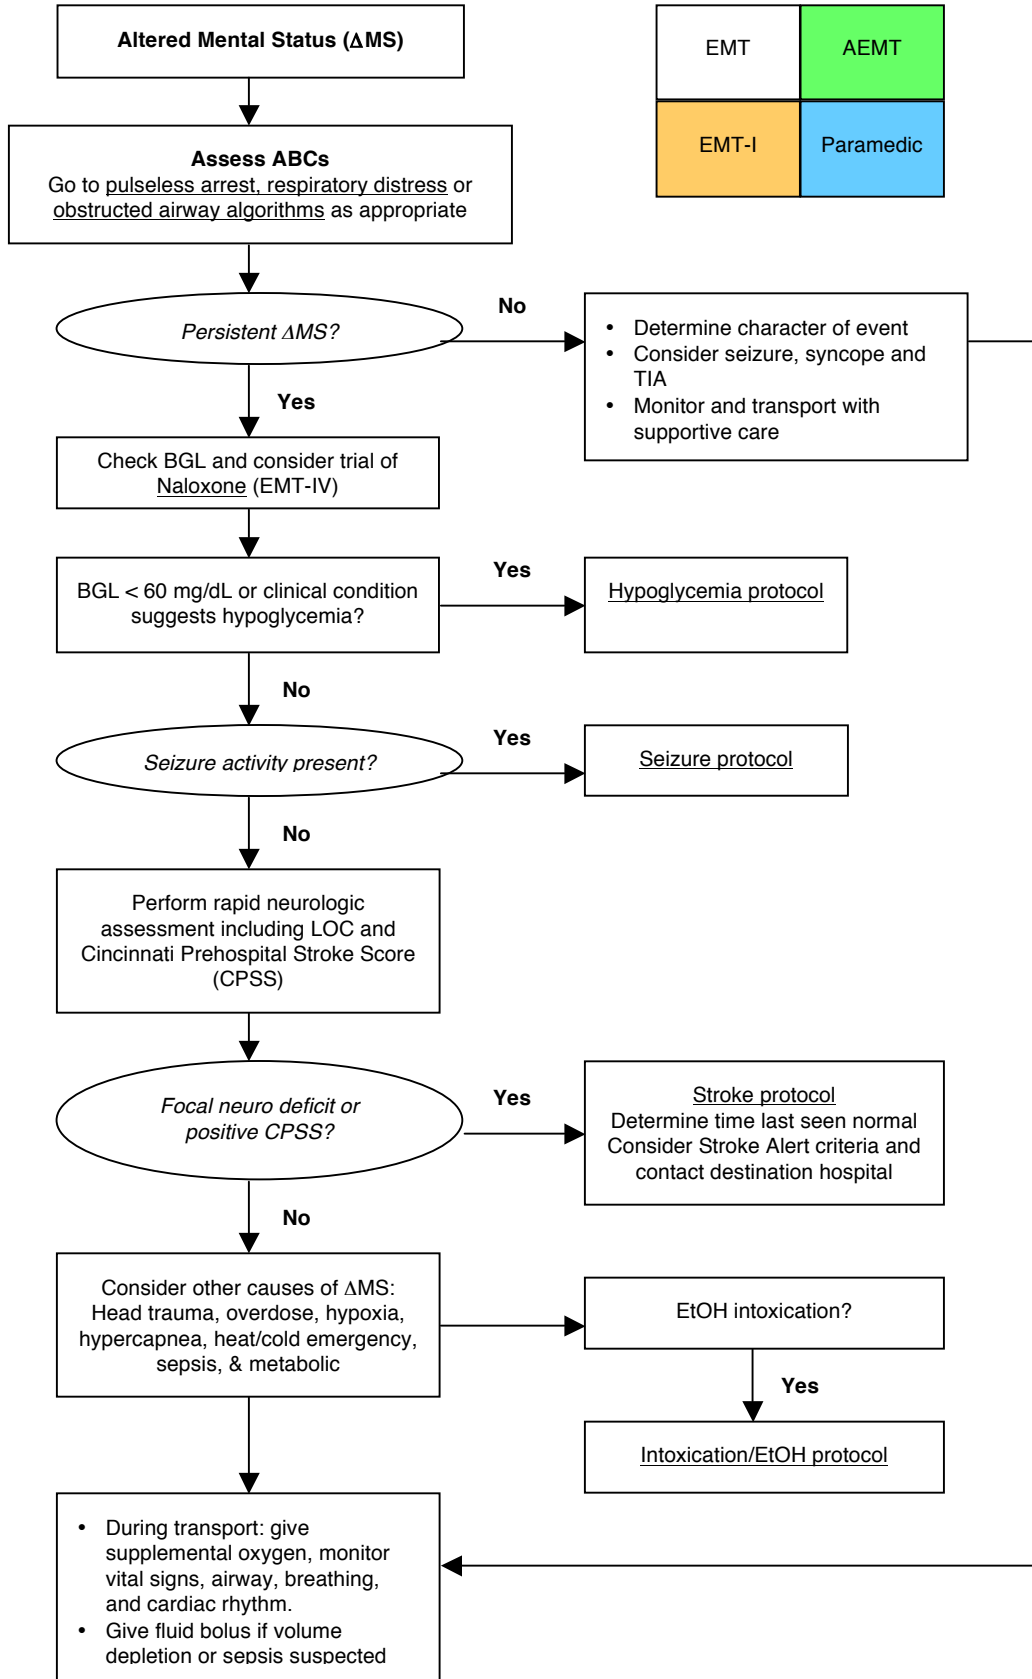 Altered Mental Status (ΔMS)
EMT
AEMT
EMT-I
Paramedic
Assess ABCs
Go to pulseless arrest, respiratory distress or
obstructed airway algorithms as appropriate
Persistent ΔMS?
No
• Determine character of event
• Consider seizure, syncope and
TIA
• Monitor and transport with
supportive care
Yes
Check BGL and consider trial of
Naloxone (EMT-IV)
BGL < 60 mg/dL or clinical condition
suggests hypoglycemia?
Yes
Hypoglycemia protocol
No
Seizure activity present?
Yes
Seizure protocol
No
Perform rapid neurologic
assessment including LOC and
Cincinnati Prehospital Stroke Score
(CPSS)
Focal neuro deficit or
positive CPSS?
Yes
Stroke protocol
Determine time last seen normal
Consider Stroke Alert criteria and
contact destination hospital
No
Consider other causes of ΔMS:
Head trauma, overdose, hypoxia,
hypercapnea, heat/cold emergency,
sepsis, & metabolic
EtOH intoxication?
Yes
Intoxication/EtOH protocol
• During transport: give
supplemental oxygen, monitor
vital signs, airway, breathing,
and cardiac rhythm.
• Give fluid bolus if volume
depletion or sepsis suspected